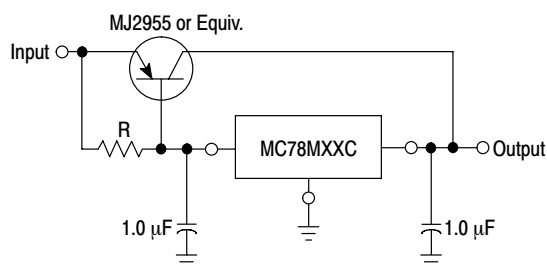 MJ2955 or Equiv.
Input
R
MC78MXXC
Output
1.0 μF
1.0 μF